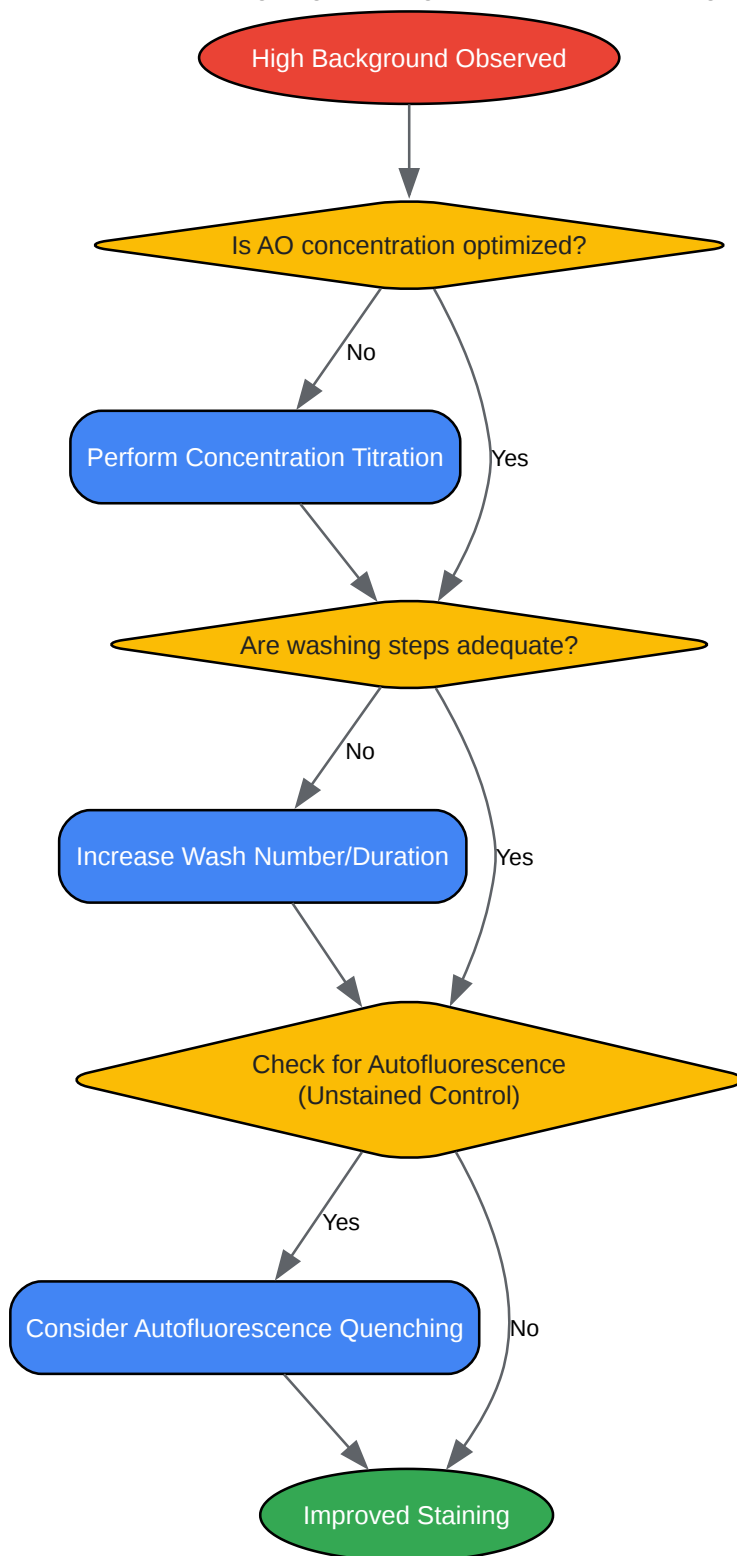 High Background Observed
Is AO concentration optimized?
No
Perform Concentration Titration
Yes
Are washing steps adequate?
No
Increase Wash Number/Duration
Yes
Check for Autofluorescence
(Unstained Control)
Yes
Consider Autofluorescence Quenching
No
Improved Staining